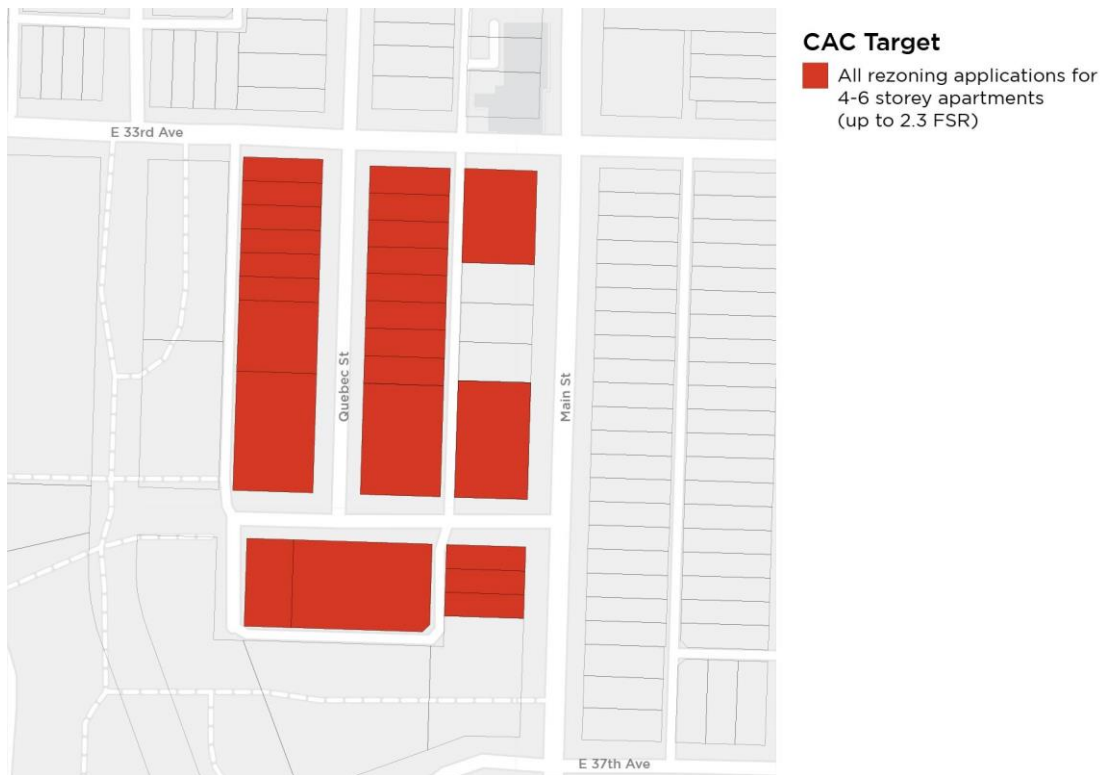 CAC Target
All rezoning applications for
4-6 storey apartments
(up to 2.3 FSR)
E 33rd Ave
Quebec St
Main St
E 37th Ave